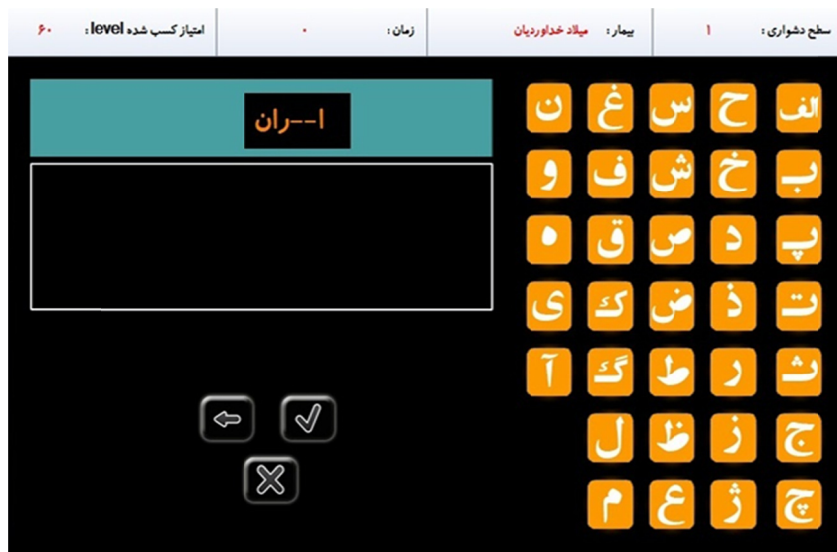 سطح دشواری : ۱ بیمار : میلاد خداوردیان زمان : ۰ امتیاز کسب شده level : ۶۰
ا--ران
الف ح س غ ن
ب خ ش ف و
پ د ص ق ه
ت ذ ض ک ی
ث ر ط گ آ
ج ز ظ ل
چ ژ ع م